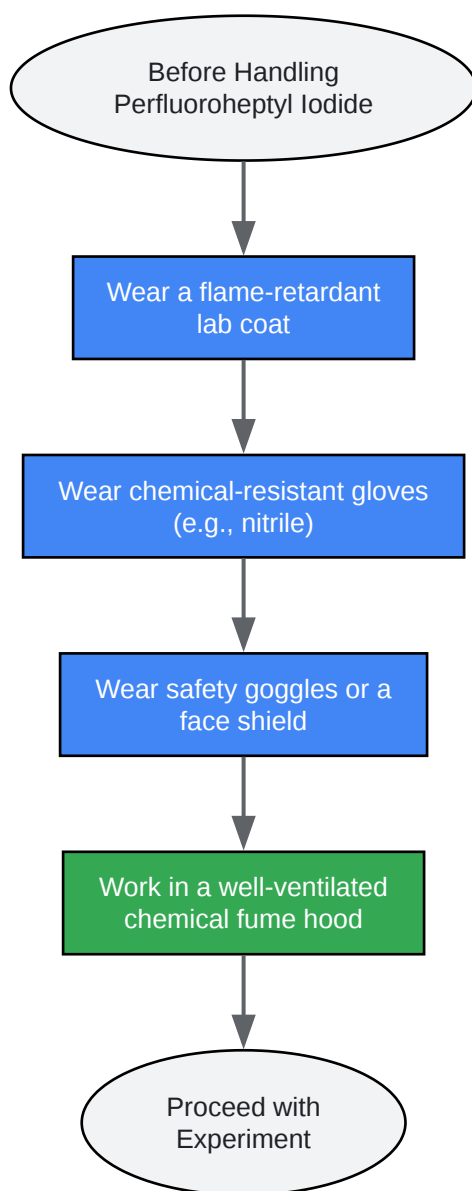 Before Handling
Perfluoroheptyl Iodide
Wear a flame-retardant
lab coat
Wear chemical-resistant gloves
(e.g., nitrile)
Wear safety goggles or a
face shield
Work in a well-ventilated
chemical fume hood
Proceed with
Experiment